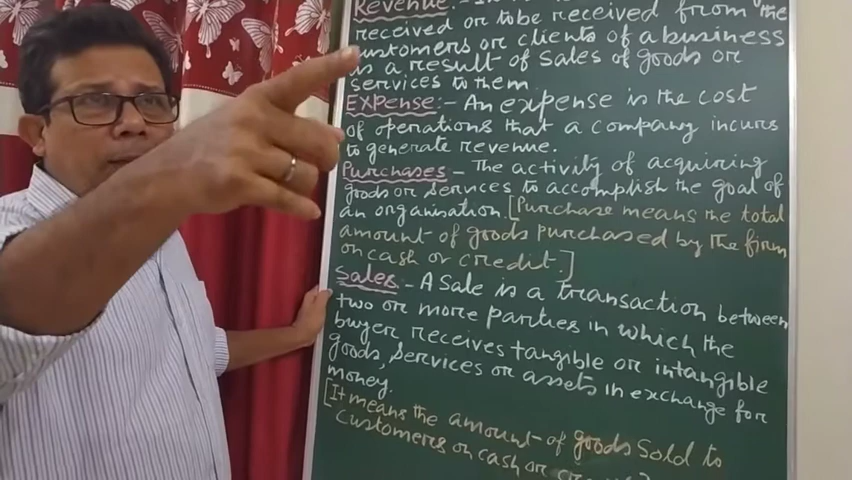 Revenue:- In
received or to be received from the
customers or clients of a business
is a result of sales of goods or
services to them
Expense:- An expense is the cost
of operations that a company incurs
to generate revenue.
Purchases - The activity of acquiring
goods or services to accomplish the goal of
an organisation. [Purchase means the total
amount of goods purchased by the firm
on cash or credit.]
Sales - A Sale is a transaction between
two or more parties in which the
buyer receives tangible or intangible
goods, services or assets in exchange for
money.
[It means the amount of goods sold to
customers on cash or